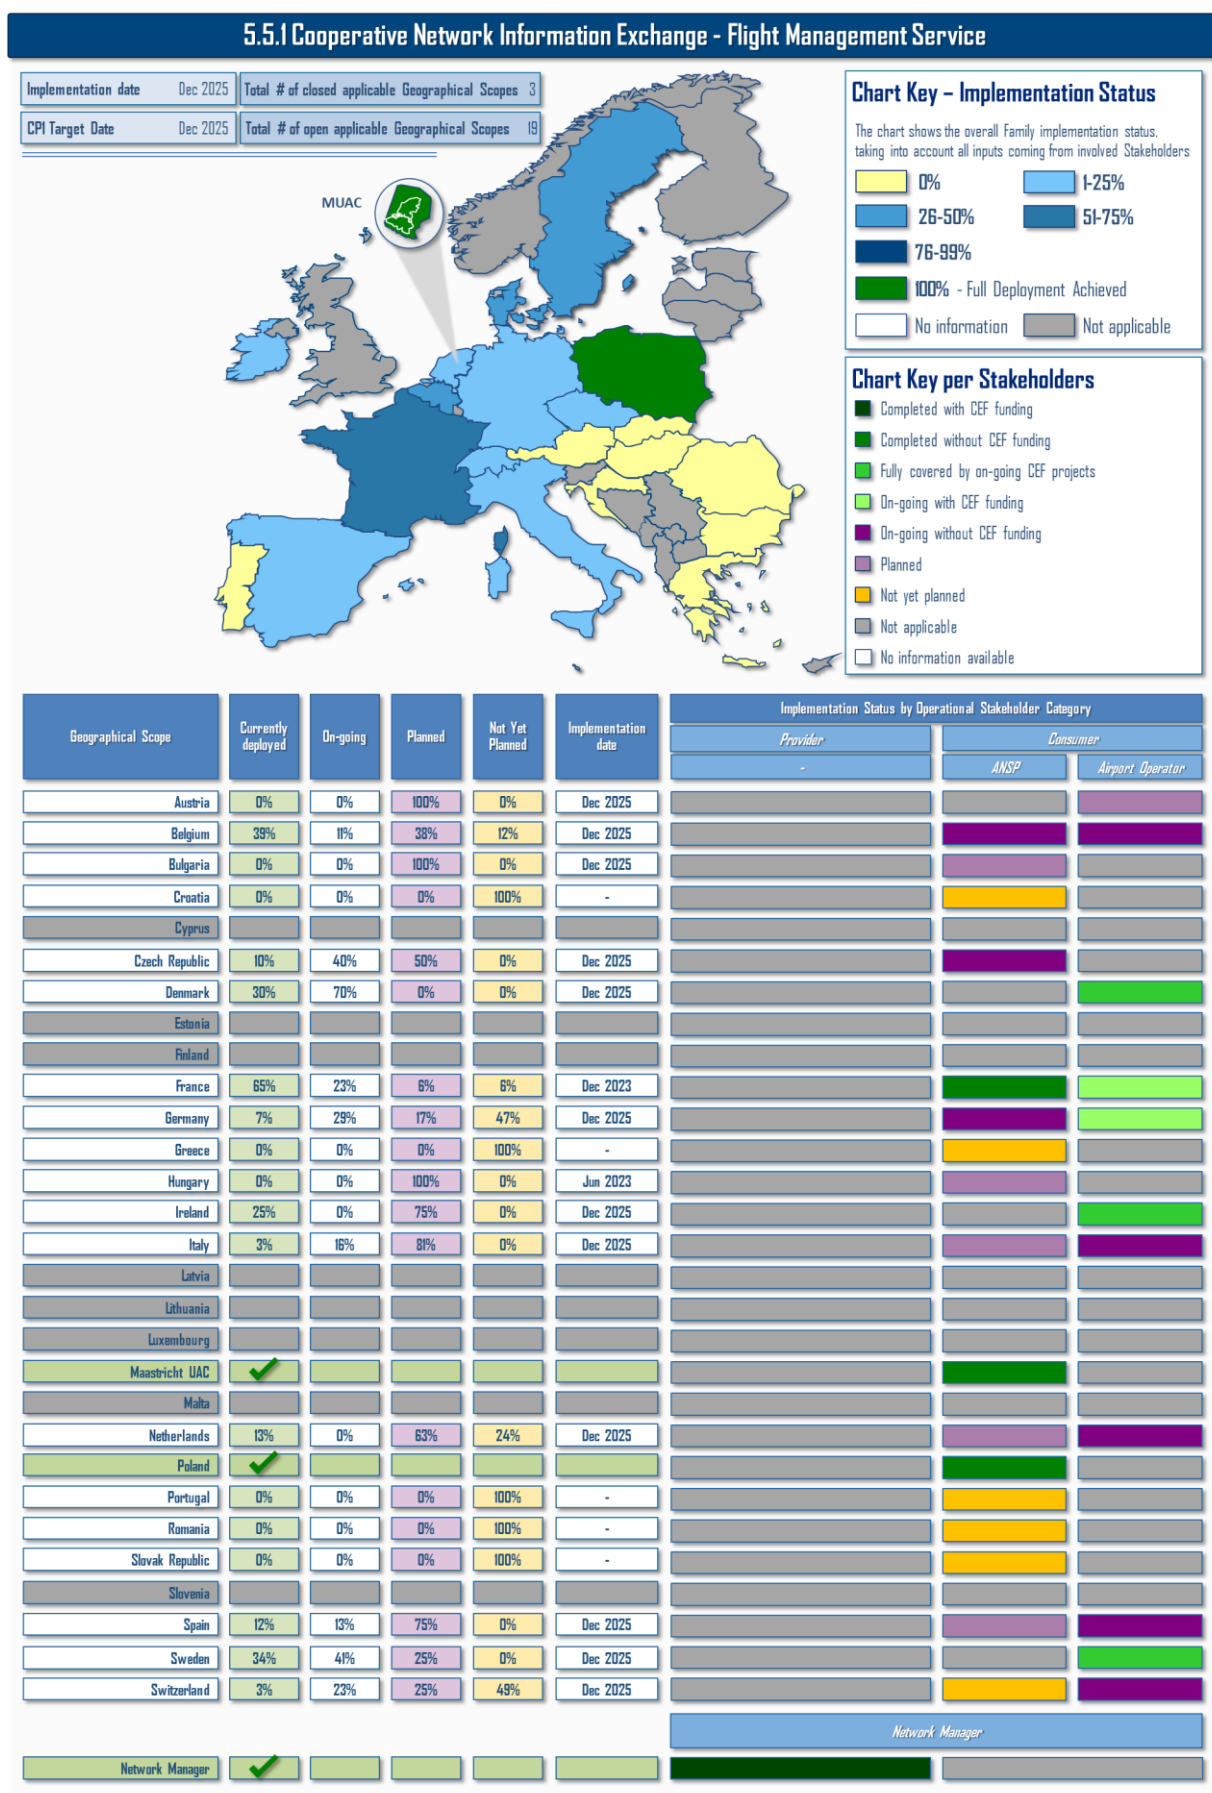 5.5.1 Cooperative Network Information Exchange - Flight Management Service
Implementation date Dec 2025 Total # of closed applicable Geographical Scopes 3
CPI Target Date Dec 2025 Total # of open applicable Geographical Scopes 19
MUAC
Chart Key – Implementation Status
The chart shows the overall Family implementation status,
taking into account all inputs coming from involved Stakeholders
0% 1-25%
26-50% 51-75%
76-99%
100% - Full Deployment Achieved
No information Not applicable
Chart Key per Stakeholders
Completed with CEF funding
Completed without CEF funding
Fully covered by on-going CEF projects
On-going with CEF funding
On-going without CEF funding
Planned
Not yet planned
Not applicable
No information available
Geographical Scope Currently deployed On-going Planned Not Yet Planned Implementation date Implementation Status by Operational Stakeholder Category
Provider Consumer
- ANSP Airport Operator
Austria 0% 0% 100% 0% Dec 2025
Belgium 39% 11% 38% 12% Dec 2025
Bulgaria 0% 0% 100% 0% Dec 2025
Croatia 0% 0% 0% 100% -
Cyprus
Czech Republic 10% 40% 50% 0% Dec 2025
Denmark 30% 70% 0% 0% Dec 2025
Estonia
Finland
France 65% 23% 6% 6% Dec 2023
Germany 7% 29% 17% 47% Dec 2025
Greece 0% 0% 0% 100% -
Hungary 0% 0% 100% 0% Jun 2023
Ireland 25% 0% 75% 0% Dec 2025
Italy 3% 16% 81% 0% Dec 2025
Latvia
Lithuania
Luxembourg
Maastricht UAC
Malta
Netherlands 13% 0% 63% 24% Dec 2025
Poland
Portugal 0% 0% 0% 100% -
Romania 0% 0% 0% 100% -
Slovak Republic 0% 0% 0% 100% -
Slovenia
Spain 12% 13% 75% 0% Dec 2025
Sweden 34% 41% 25% 0% Dec 2025
Switzerland 3% 23% 25% 49% Dec 2025
Network Manager
Network Manager